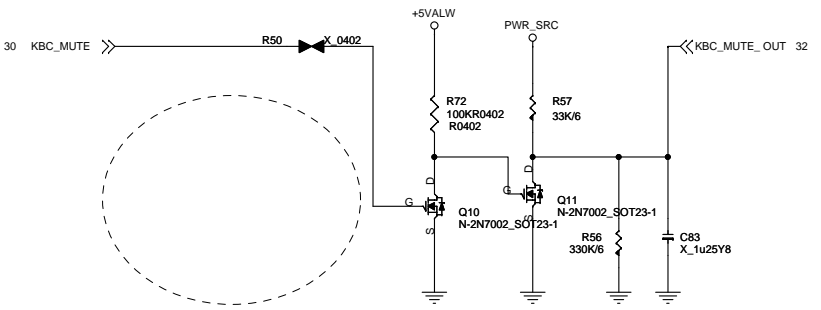 +5VALW
PWR_SRC
30 KBC_MUTE
R50 X_0402
KBC_MUTE_OUT 32
R72
100KR0402
R0402
R57
33K/6
D
G
S
Q10
N-2N7002_SOT23-1
D
G
S
Q11
N-2N7002_SOT23-1
R56
330K/6
C83
X_1u25Y8